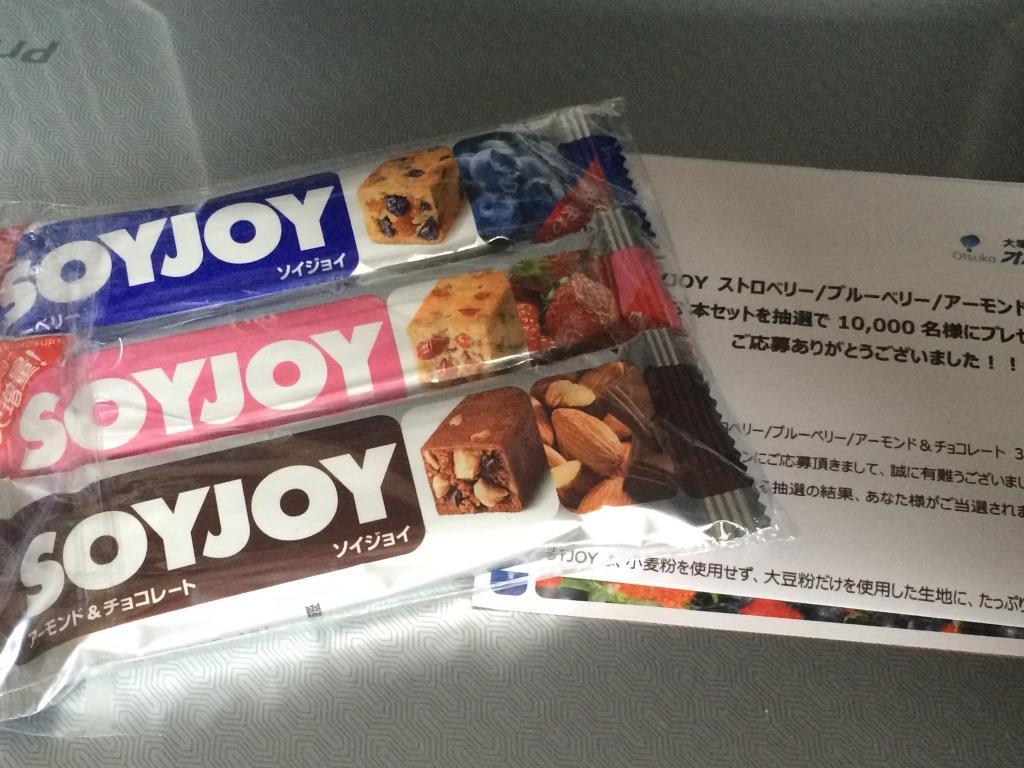 SOYJOY
ソイジョイ
ベリー
SOYJOY
SOYJOY
ソイジョイ
アーモンド&チョコレート
Otsuka
JOY ストロベリー/ブルーベリー/アーモンド
本セットを抽選で 10,000 名様にプレゼ
ご応募ありがとうございました！！
ベリー/ブルーベリー/アーモンド&チョコレート 3
ンにご応募頂きまして、誠に有難うございまし
抽選の結果、あなた様がご当選されま
JOY は、小麦粉を使用せず、大豆粉だけを使用した生地に、たっぷり